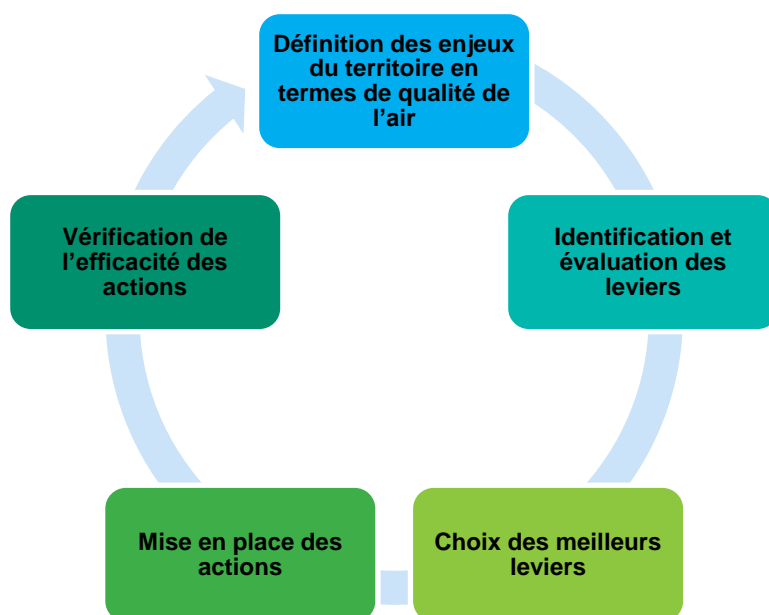 Définition des enjeux
du territoire en
termes de qualité de
l’air
Identification et
évaluation des
leviers
Choix des meilleurs
leviers
Mise en place des
actions
Vérification de
l’efficacité des
actions